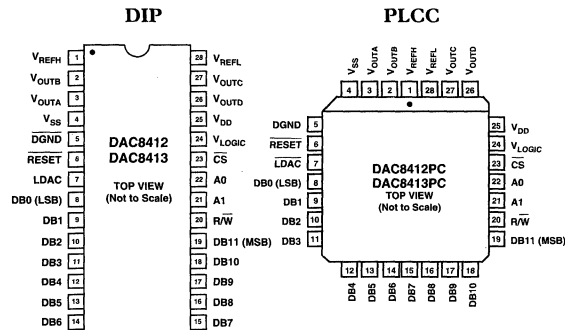 DIP
PLCC
VREFH 1
VOUTB 2
VOUTA 3
VSS 4
DGND 5
RESET 6
LDAC 7
DB0 (LSB) 8
DB1 9
DB2 10
DB3 11
DB4 12
DB5 13
DB6 14
DAC8412
DAC8413
TOP VIEW
(Not to Scale)
28 VREFL
27 VOUTC
26 VOUTD
25 VDD
24 VLOGIC
23 CS
22 A0
21 A1
20 R/W
19 DB11 (MSB)
18 DB10
17 DB9
16 DB8
15 DB7
VSS VOUTA VOUTB VREFH VREFL VOUTC VOUTD
4 3 2 1 28 27 26
DGND 5
RESET 6
LDAC 7
DB0 (LSB) 8
DB1 9
DB2 10
DB3 11
DAC8412PC
DAC8413PC
TOP VIEW
(Not to Scale)
25 VDD
24 VLOGIC
23 CS
22 A0
21 A1
20 R/W
19 DB11 (MSB)
12 13 14 15 16 17 18
DB4 DB5 DB6 DB7 DB8 DB9 DB10